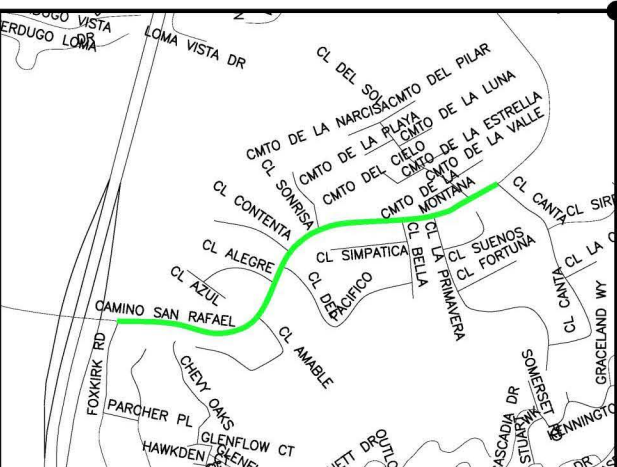 VERDUGO VISTA
VERDUGO LOMA
DR
LOMA VISTA DR
CL DEL SOL
CMTO DEL PILAR
CMTO DE LA NARCISA
CMTO DE LA LUNA
CMTO DE LA PLAYA
CMTO DE LA ESTRELLA
CMTO DEL CIELO
CMTO DE LA VALLE
CL SONRISA
CMTO DE LA
MONTANA
CL CONTENTA
CL CANTA
CL ALEGRE
CL SIMPATICA
CL BELLA
CL LA PRIMAVERA
CL SUENOS
CL FORTUNA
CL LA C
CL AZUL
CL DEL
PACIFICO
CL CANTA
CAMINO SAN RAFAEL
CL AMABLE
GRACELAND WY
FOXKIRK RD
CHEVY OAKS
SOMERSET
PARCHER PL
KENNINGTO
GLENFLOW CT
HAWKDEN
CASCADIA DR
STUART
DR